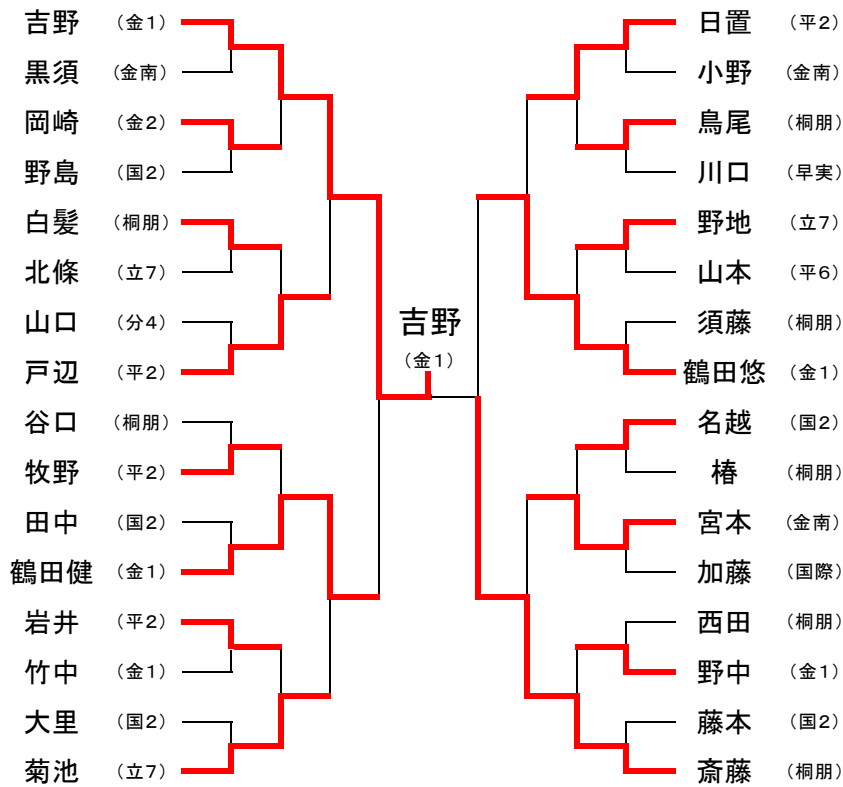 吉野 （金1）
黒須 （金南）
岡崎 （金2）
野島 （国2）
白髪 （桐朋）
北條 （立7）
山口 （分4）
戸辺 （平2）
谷口 （桐朋）
牧野 （平2）
田中 （国2）
鶴田健 （金1）
岩井 （平2）
竹中 （金1）
大里 （国2）
菊池 （立7）
吉野
（金1）
日置 （平2）
小野 （金南）
鳥尾 （桐朋）
川口 （早実）
野地 （立7）
山本 （平6）
須藤 （桐朋）
鶴田悠 （金1）
名越 （国2）
椿 （桐朋）
宮本 （金南）
加藤 （国際）
西田 （桐朋）
野中 （金1）
藤本 （国2）
斎藤 （桐朋）